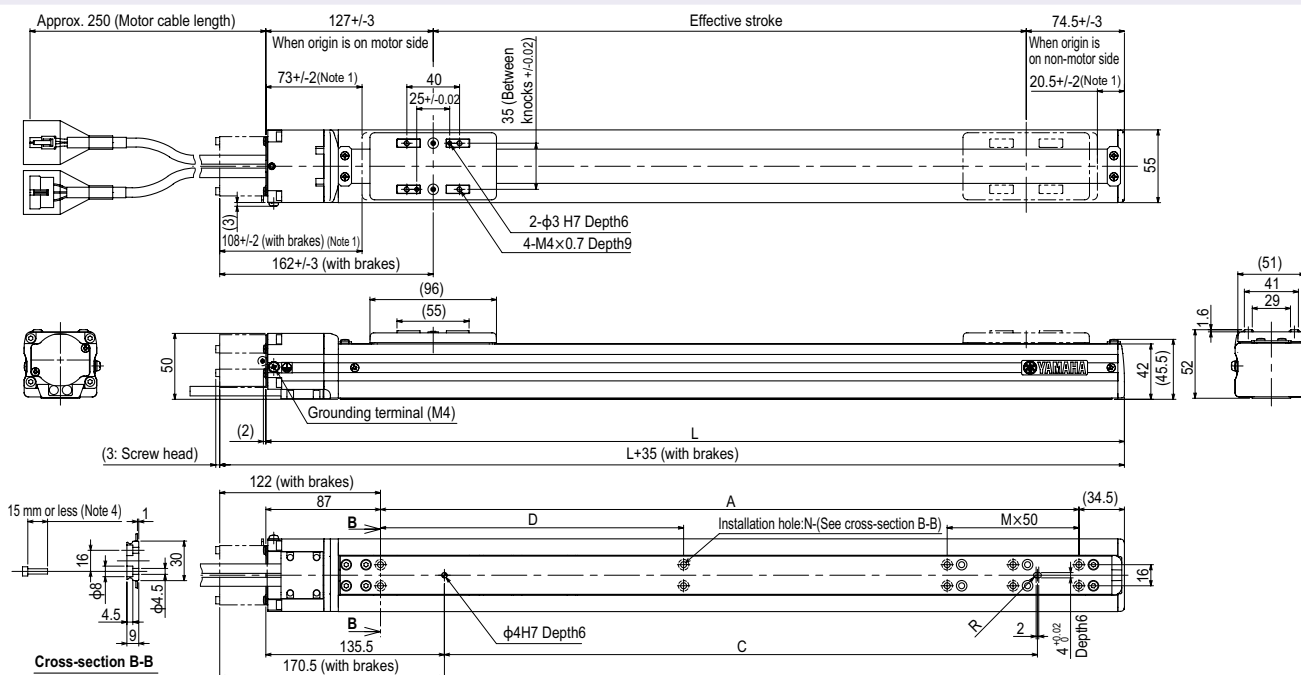 Approx. 250 (Motor cable length)
127+/-3
Effective stroke
74.5+/-3
When origin is on motor side
When origin is
on non-motor side
73+/-2(Note 1)
40
25+/-0.02
35 (Between
knocks +/-0.02)
20.5+/-2(Note 1)
55
(3)
2-ϕ3 H7 Depth6
4-M4×0.7 Depth9
108+/-2 (with brakes) (Note 1)
162+/-3 (with brakes)
(96)
(55)
(51)
41
29
1.6
50
YAMAHA
42
(45.5)
52
Grounding terminal (M4)
(2)
L
(3: Screw head)
L+35 (with brakes)
122 (with brakes)
87
A
(34.5)
15 mm or less (Note 4)
1
B
D
Installation hole:N-(See cross-section B-B)
M×50
16
30
ϕ8
ϕ4.5
4.5
9
16
B
ϕ4H7 Depth6
R
2
4 +0.02 0
Depth6
135.5
C
Cross-section B-B
170.5 (with brakes)